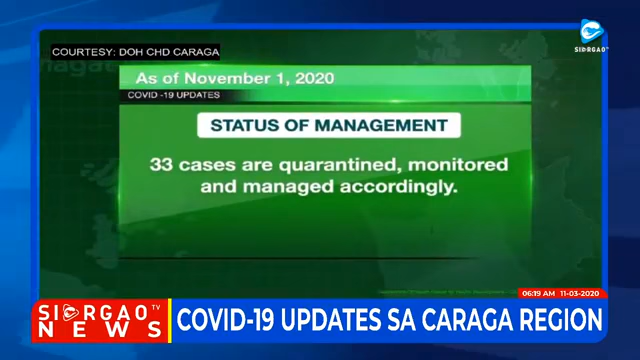 COURTESY: DOH CHD CARAGA
SIARGAO TV
As of November 1, 2020
COVID -19 UPDATES
STATUS OF MANAGEMENT
33 cases are quarantined, monitored
and managed accordingly.
06:19 AM 11-03-2020
SIARGAO TV
NEWS
COVID-19 UPDATES SA CARAGA REGION